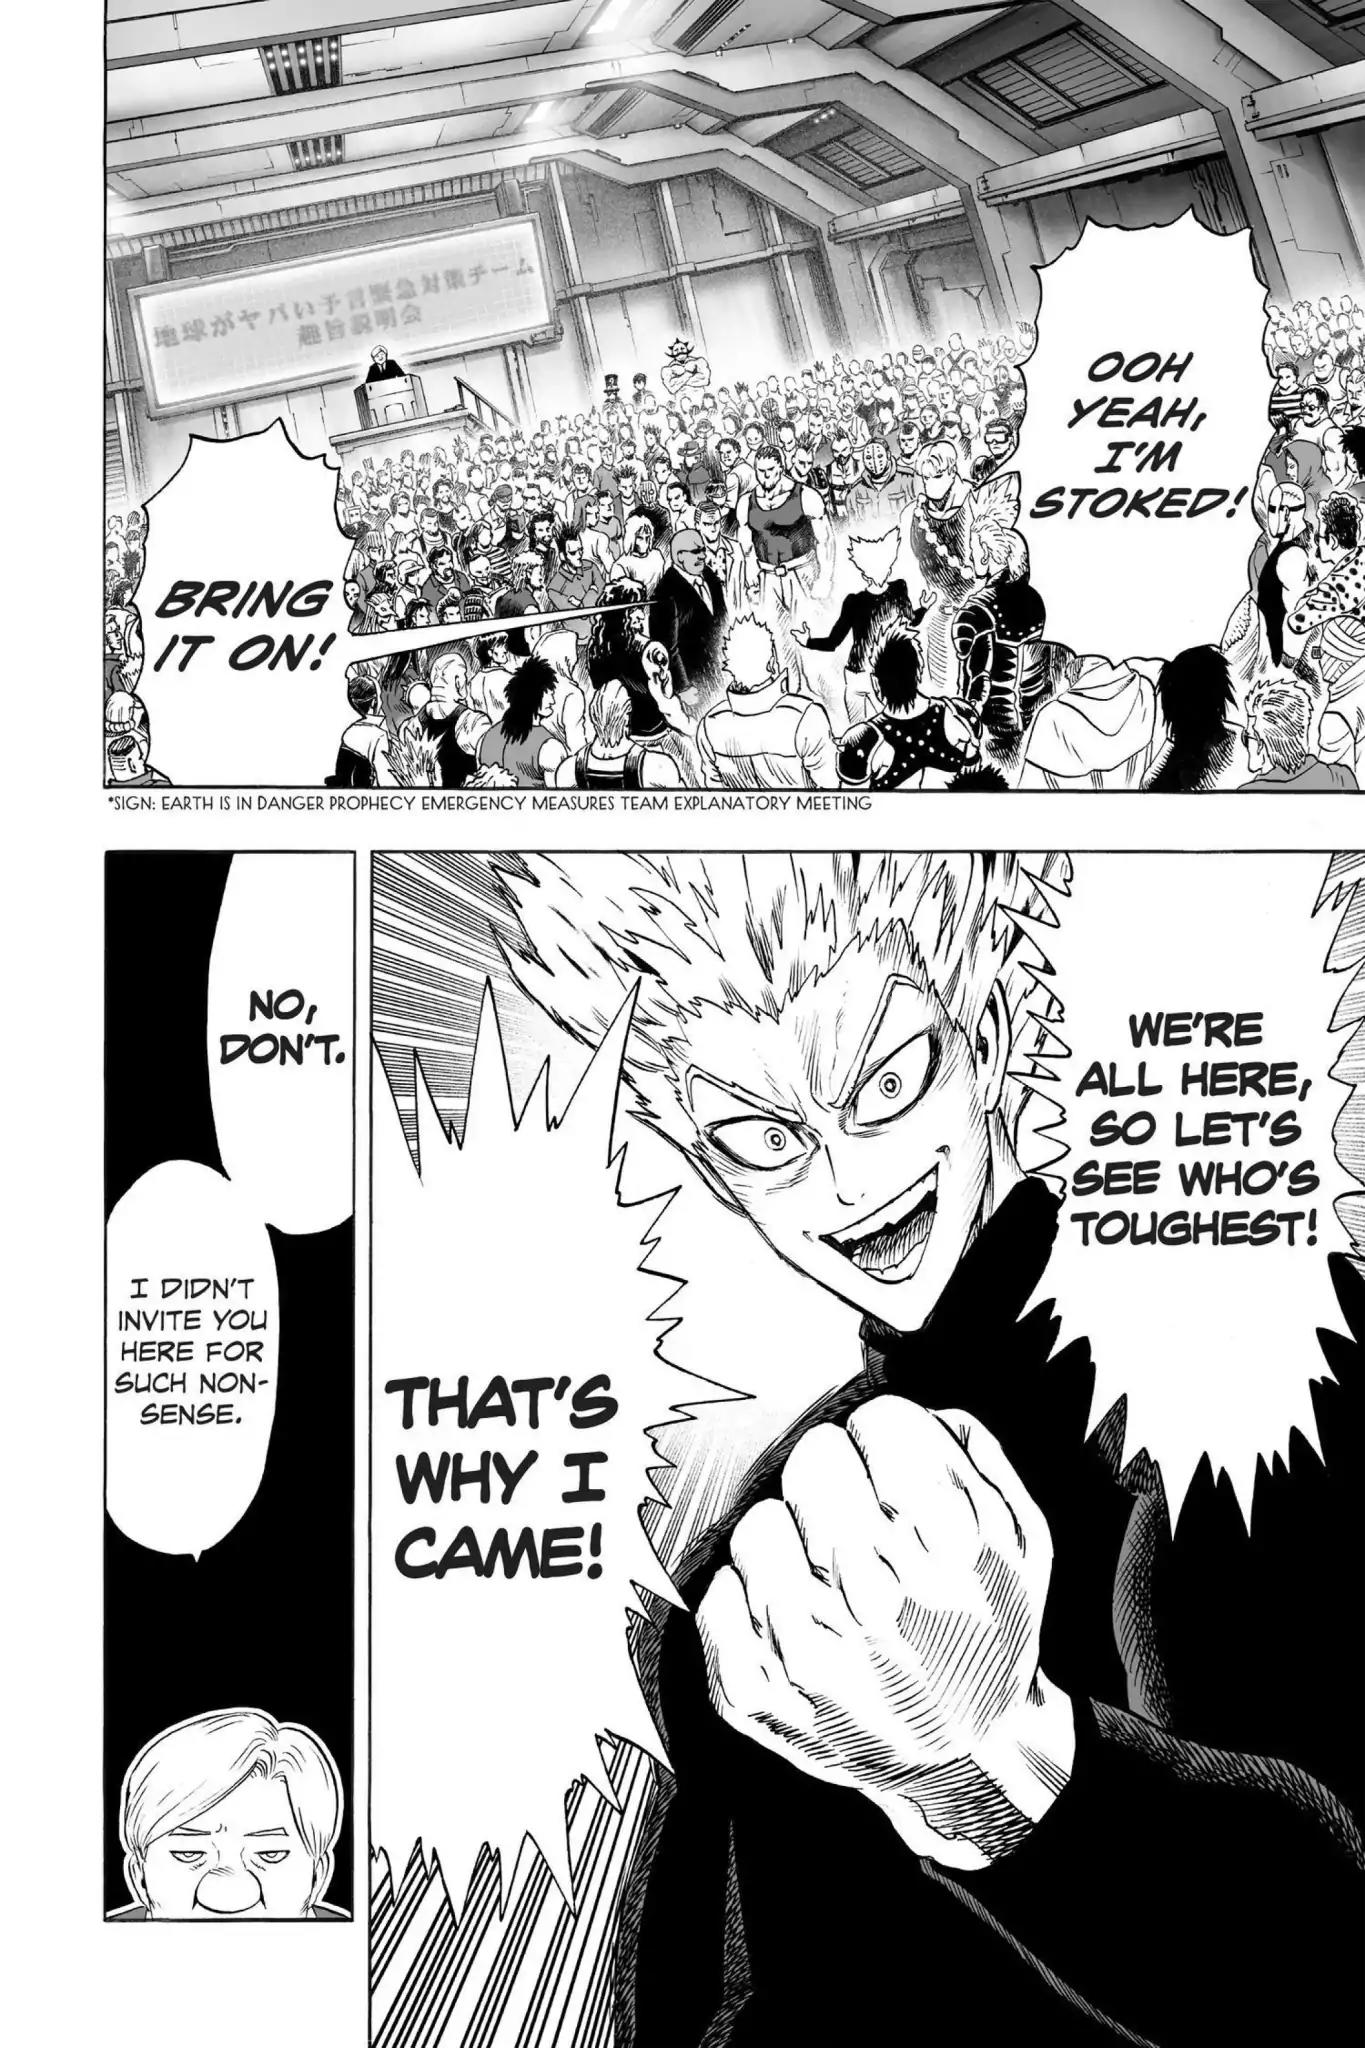 地球がヤバい予言緊急対策チーム
趣旨説明会
OOH
YEAH,
I'M
STOKED!
BRING
IT ON!
*SIGN: EARTH IS IN DANGER PROPHECY EMERGENCY MEASURES TEAM EXPLANATORY MEETING
WE'RE
ALL HERE,
SO LET'S
SEE WHO'S
TOUGHEST!
THAT'S
WHY I
CAME!
NO,
DON'T.
I DIDN'T
INVITE YOU
HERE FOR
SUCH NON-
SENSE.